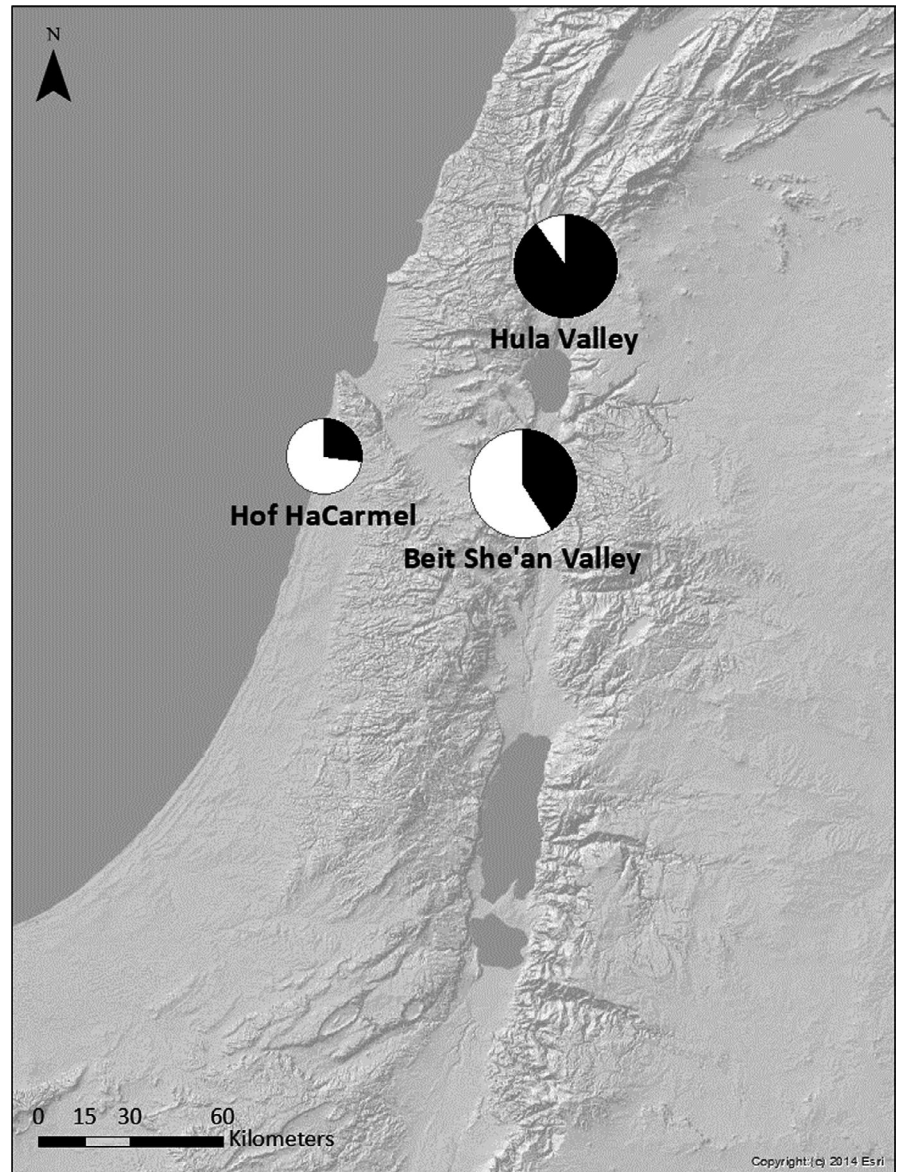 N
Hula Valley
Hof HaCarmel
Beit She'an Valley
0 15 30 60
Kilometers
Copyright:(c) 2014 Esri